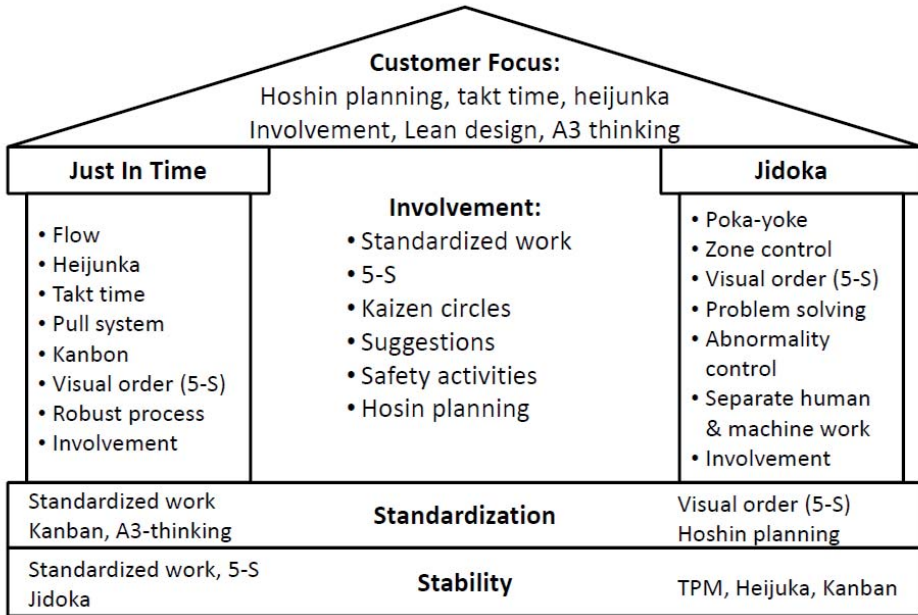 Customer Focus:
Hoshin planning, takt time, heijunka
Involvement, Lean design, A3 thinking
Just In Time
• Flow
• Heijunka
• Takt time
• Pull system
• Kanbon
• Visual order (5-S)
• Robust process
• Involvement
Involvement:
• Standardized work
• 5-S
• Kaizen circles
• Suggestions
• Safety activities
• Hosin planning
Jidoka
• Poka-yoke
• Zone control
• Visual order (5-S)
• Problem solving
• Abnormality
control
• Separate human
& machine work
• Involvement
Standardized work
Kanban, A3-thinking
Standardization
Visual order (5-S)
Hoshin planning
Standardized work, 5-S
Jidoka
Stability
TPM, Heijuka, Kanban